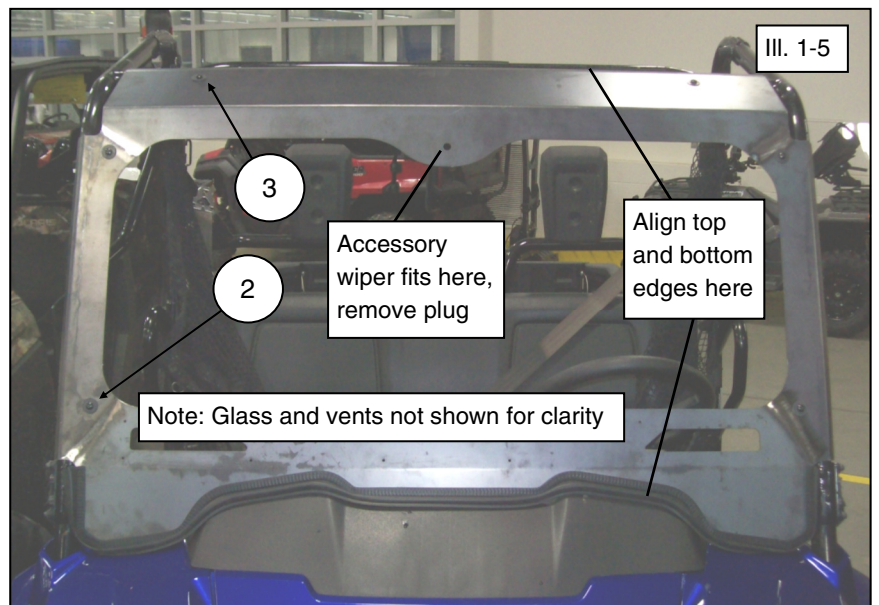 Ill. 1-5
3
Accessory
wiper fits here,
remove plug
Align top
and bottom
edges here
2
Note: Glass and vents not shown for clarity